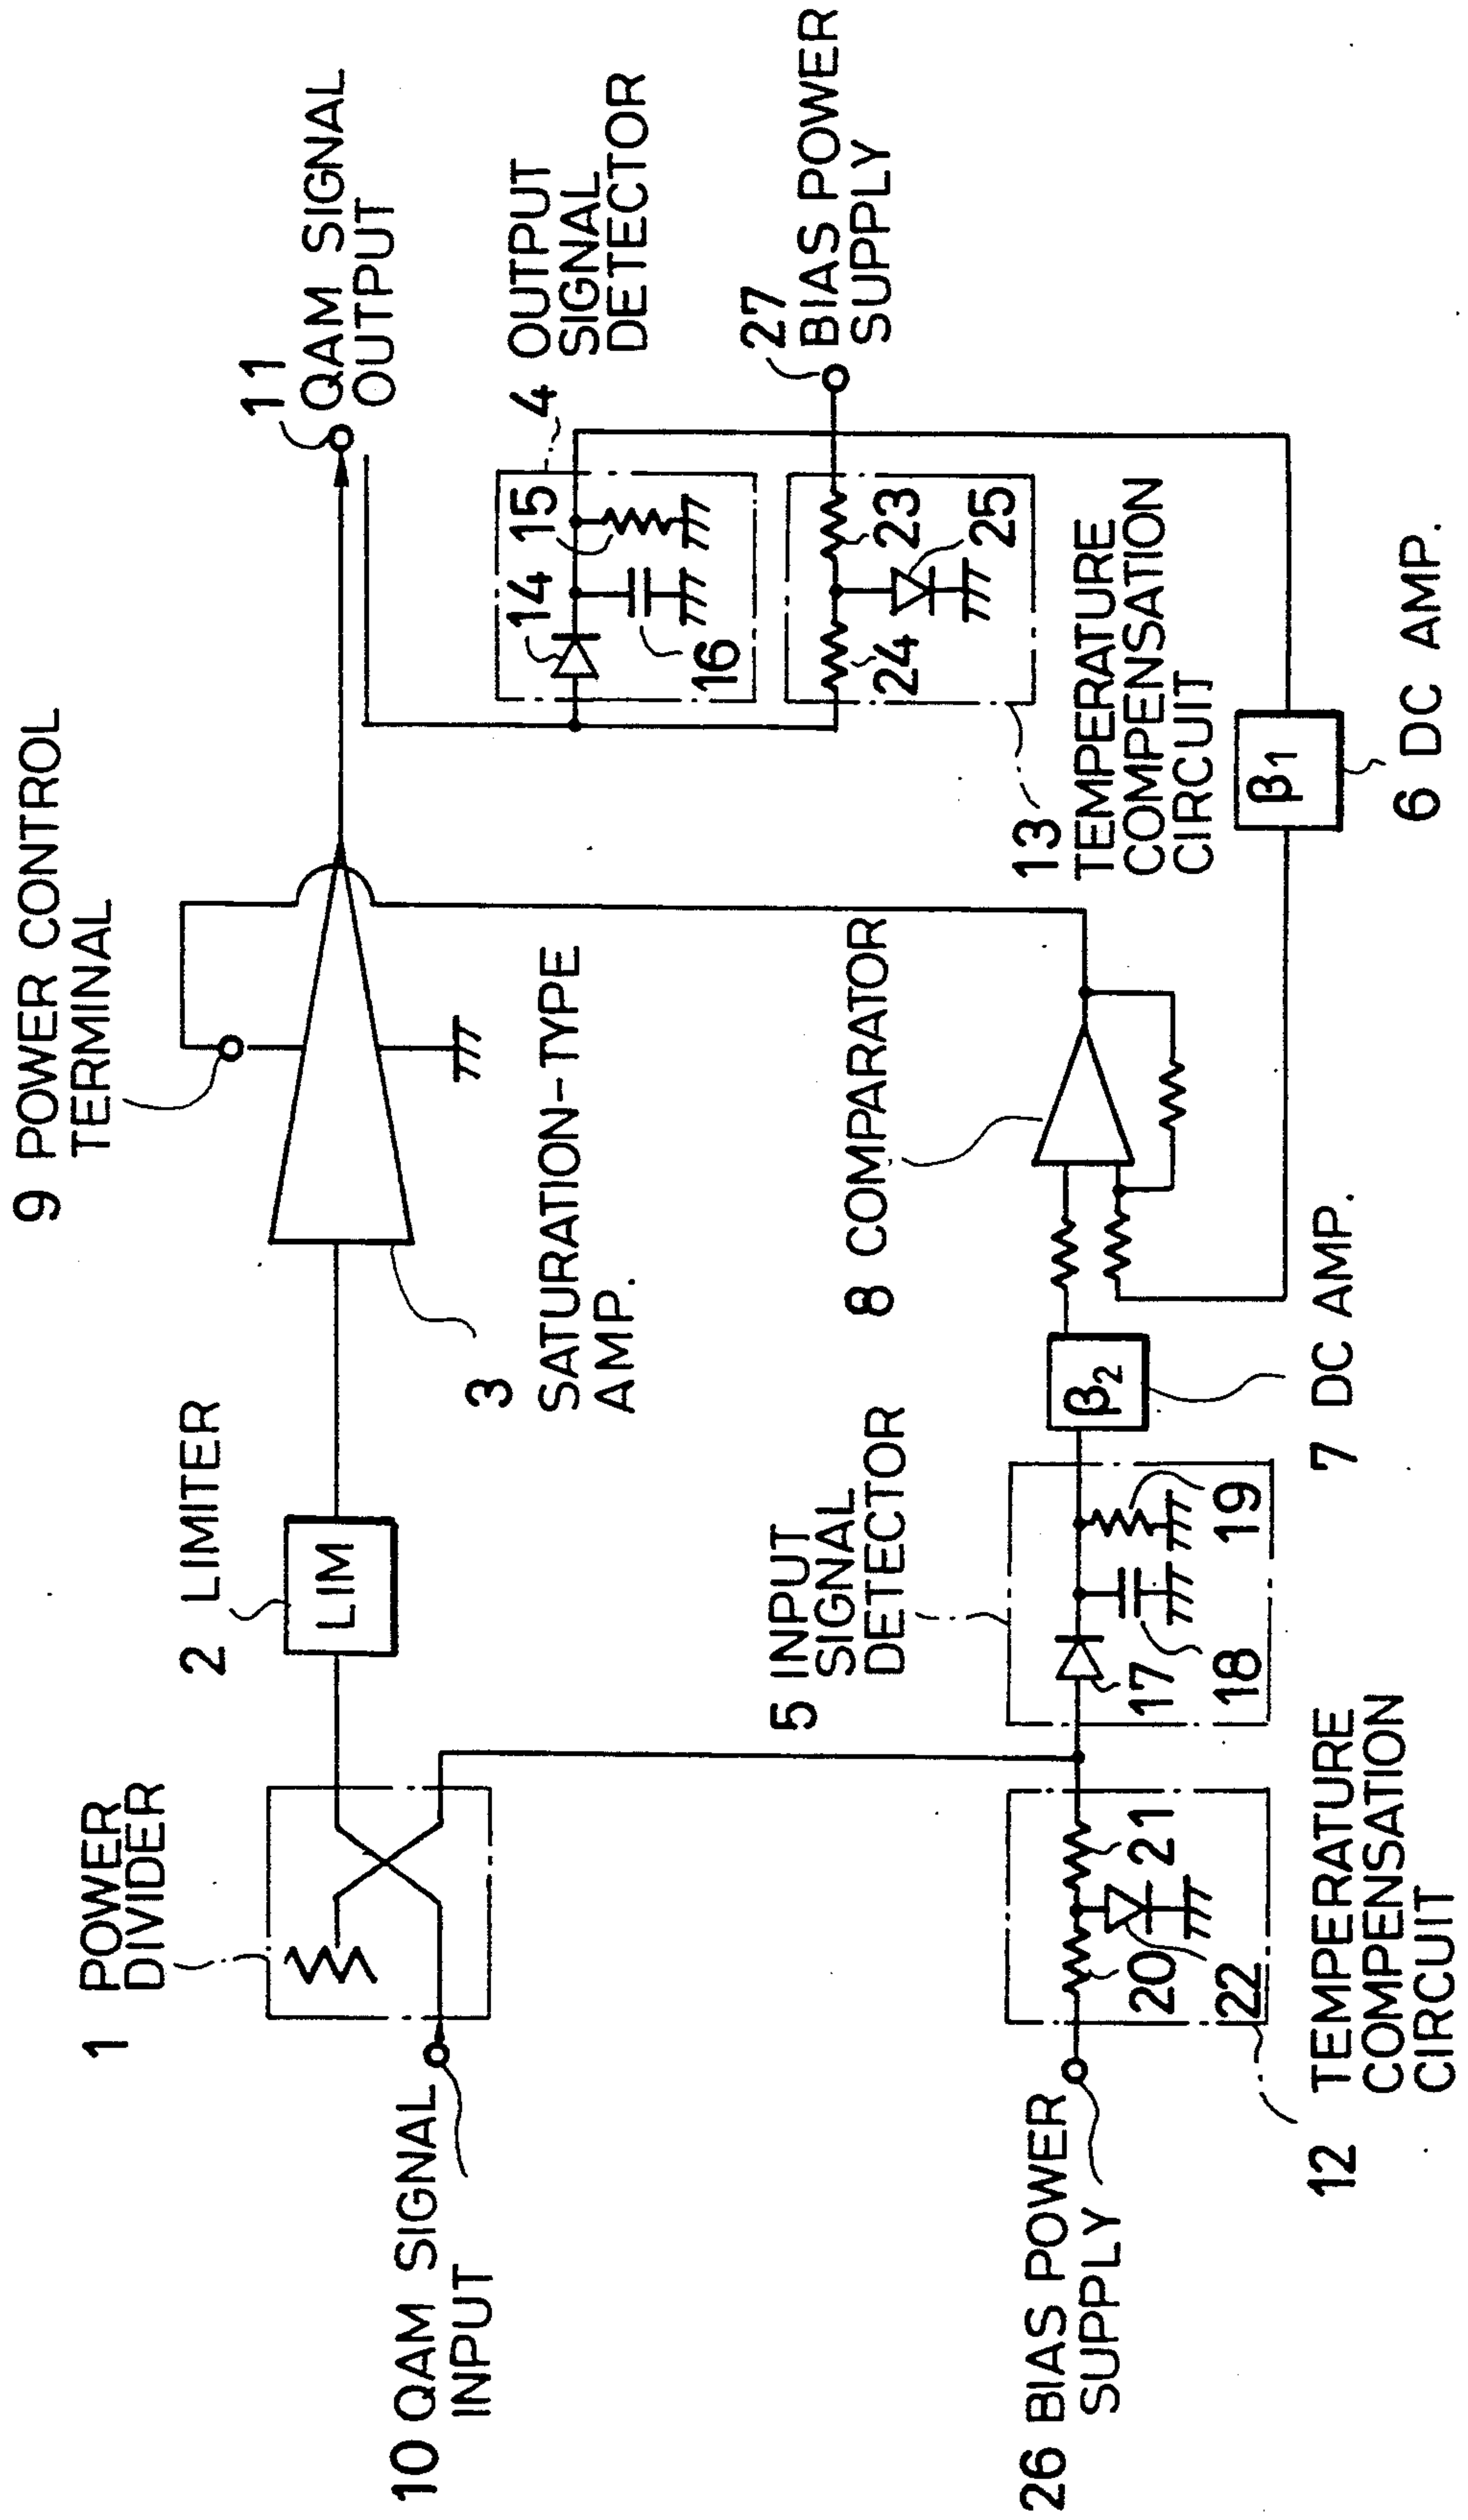 9 POWER CONTROL
TERMINAL
1 POWER
DIVIDER
2 LIMITER
LIM
11
QAM SIGNAL
OUTPUT
10 QAM SIGNAL
INPUT
3
SATURATION-TYPE
AMP.
4 OUTPUT
SIGNAL
DETECTOR
14
15
16
27
BIAS POWER
SUPPLY
23
24
25
13
TEMPERATURE
COMPENSATION
CIRCUIT
5 INPUT
SIGNAL
DETECTOR
17
18
19
8 COMPARATOR
β2
7 DC AMP.
β1
6 DC AMP.
26 BIAS POWER
SUPPLY
20
21
22
12
TEMPERATURE
COMPENSATION
CIRCUIT